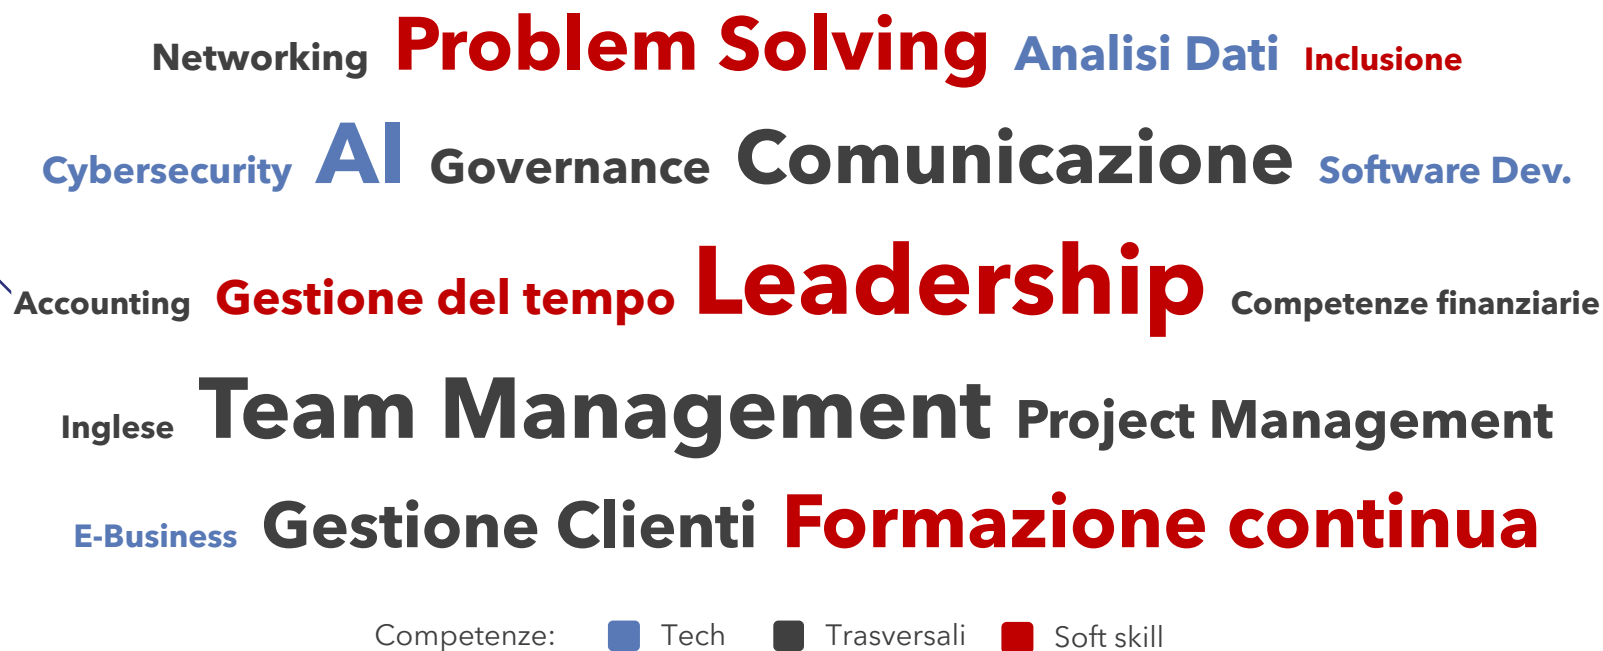 Networking Problem Solving Analisi Dati Inclusione
Cybersecurity AI Governance Comunicazione Software Dev.
Accounting Gestione del tempo Leadership Competenze finanziarie
Inglese Team Management Project Management
E-Business Gestione Clienti Formazione continua
Competenze: Tech Trasversali Soft skill